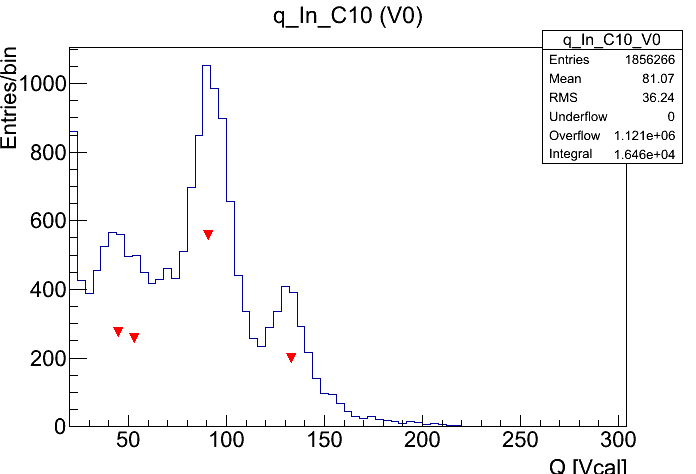 q_In_C10 (V0)
q_In_C10_V0
Entries 1856266
Mean 81.07
RMS 36.24
Underflow 0
Overflow 1.121e+06
Integral 1.646e+04
Entries/bin
1000
800
600
400
200
0
50 100 150 200 250 300
Q [Vcal]